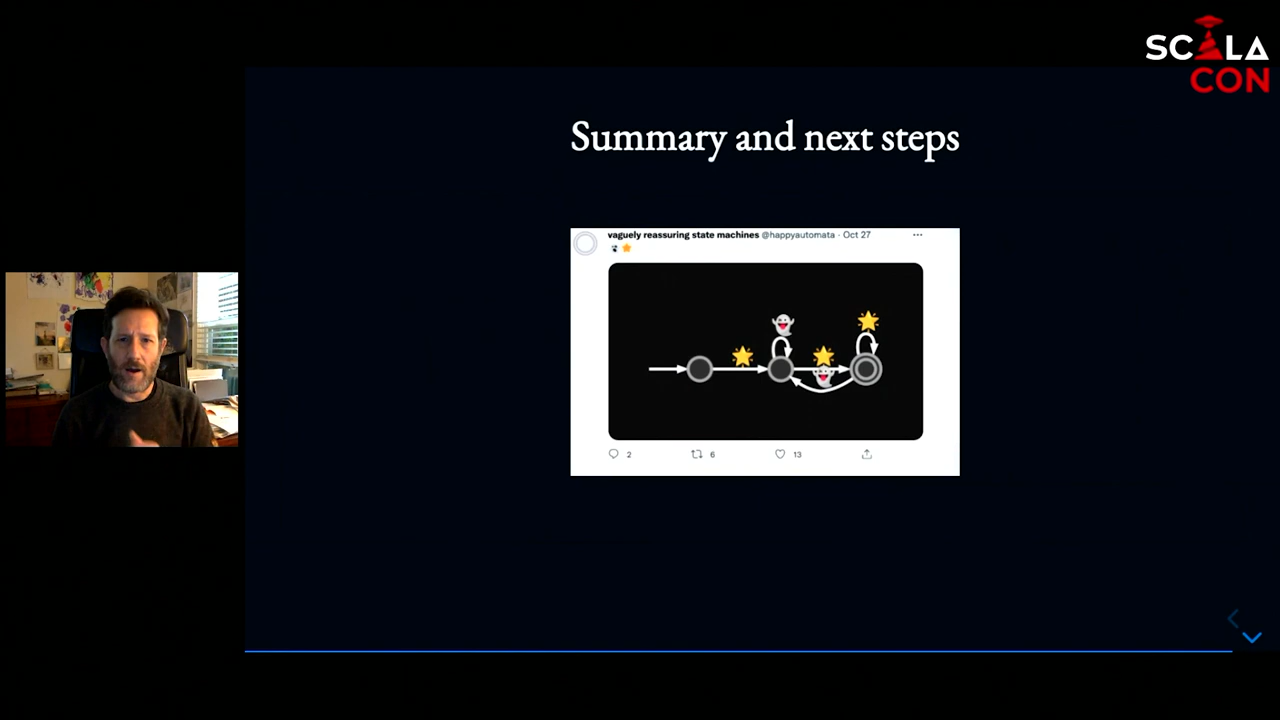 SCALA
CON
Summary and next steps
vaguely reassuring state machines @happyautomata · Oct 27
2 6 13